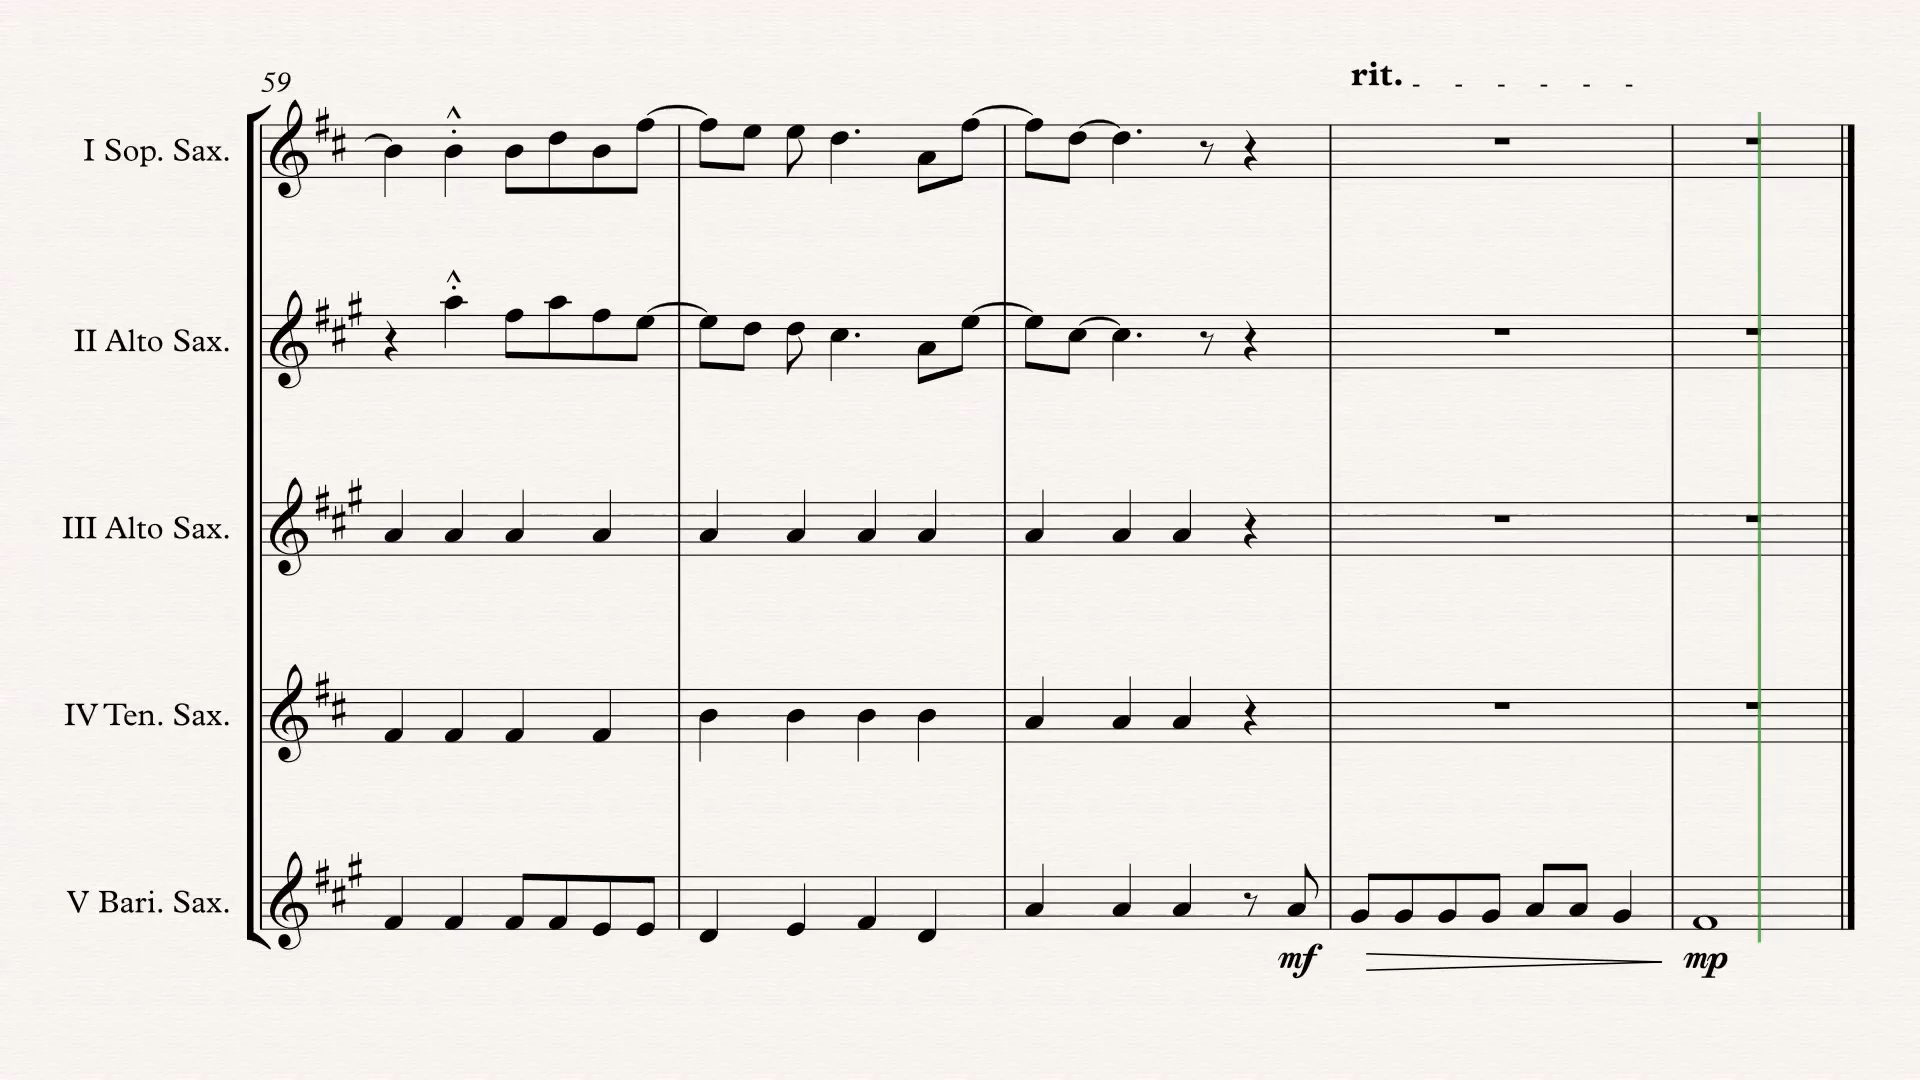 59
rit.
I Sop. Sax.
II Alto Sax.
III Alto Sax.
IV Ten. Sax.
V Bari. Sax.
mf
mp